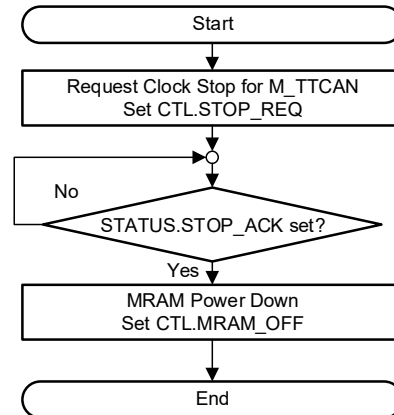 Start
Request Clock Stop for M_TTCAN
Set CTL.STOP_REQ
No
STATUS.STOP_ACK set?
Yes
MRAM Power Down
Set CTL.MRAM_OFF
End